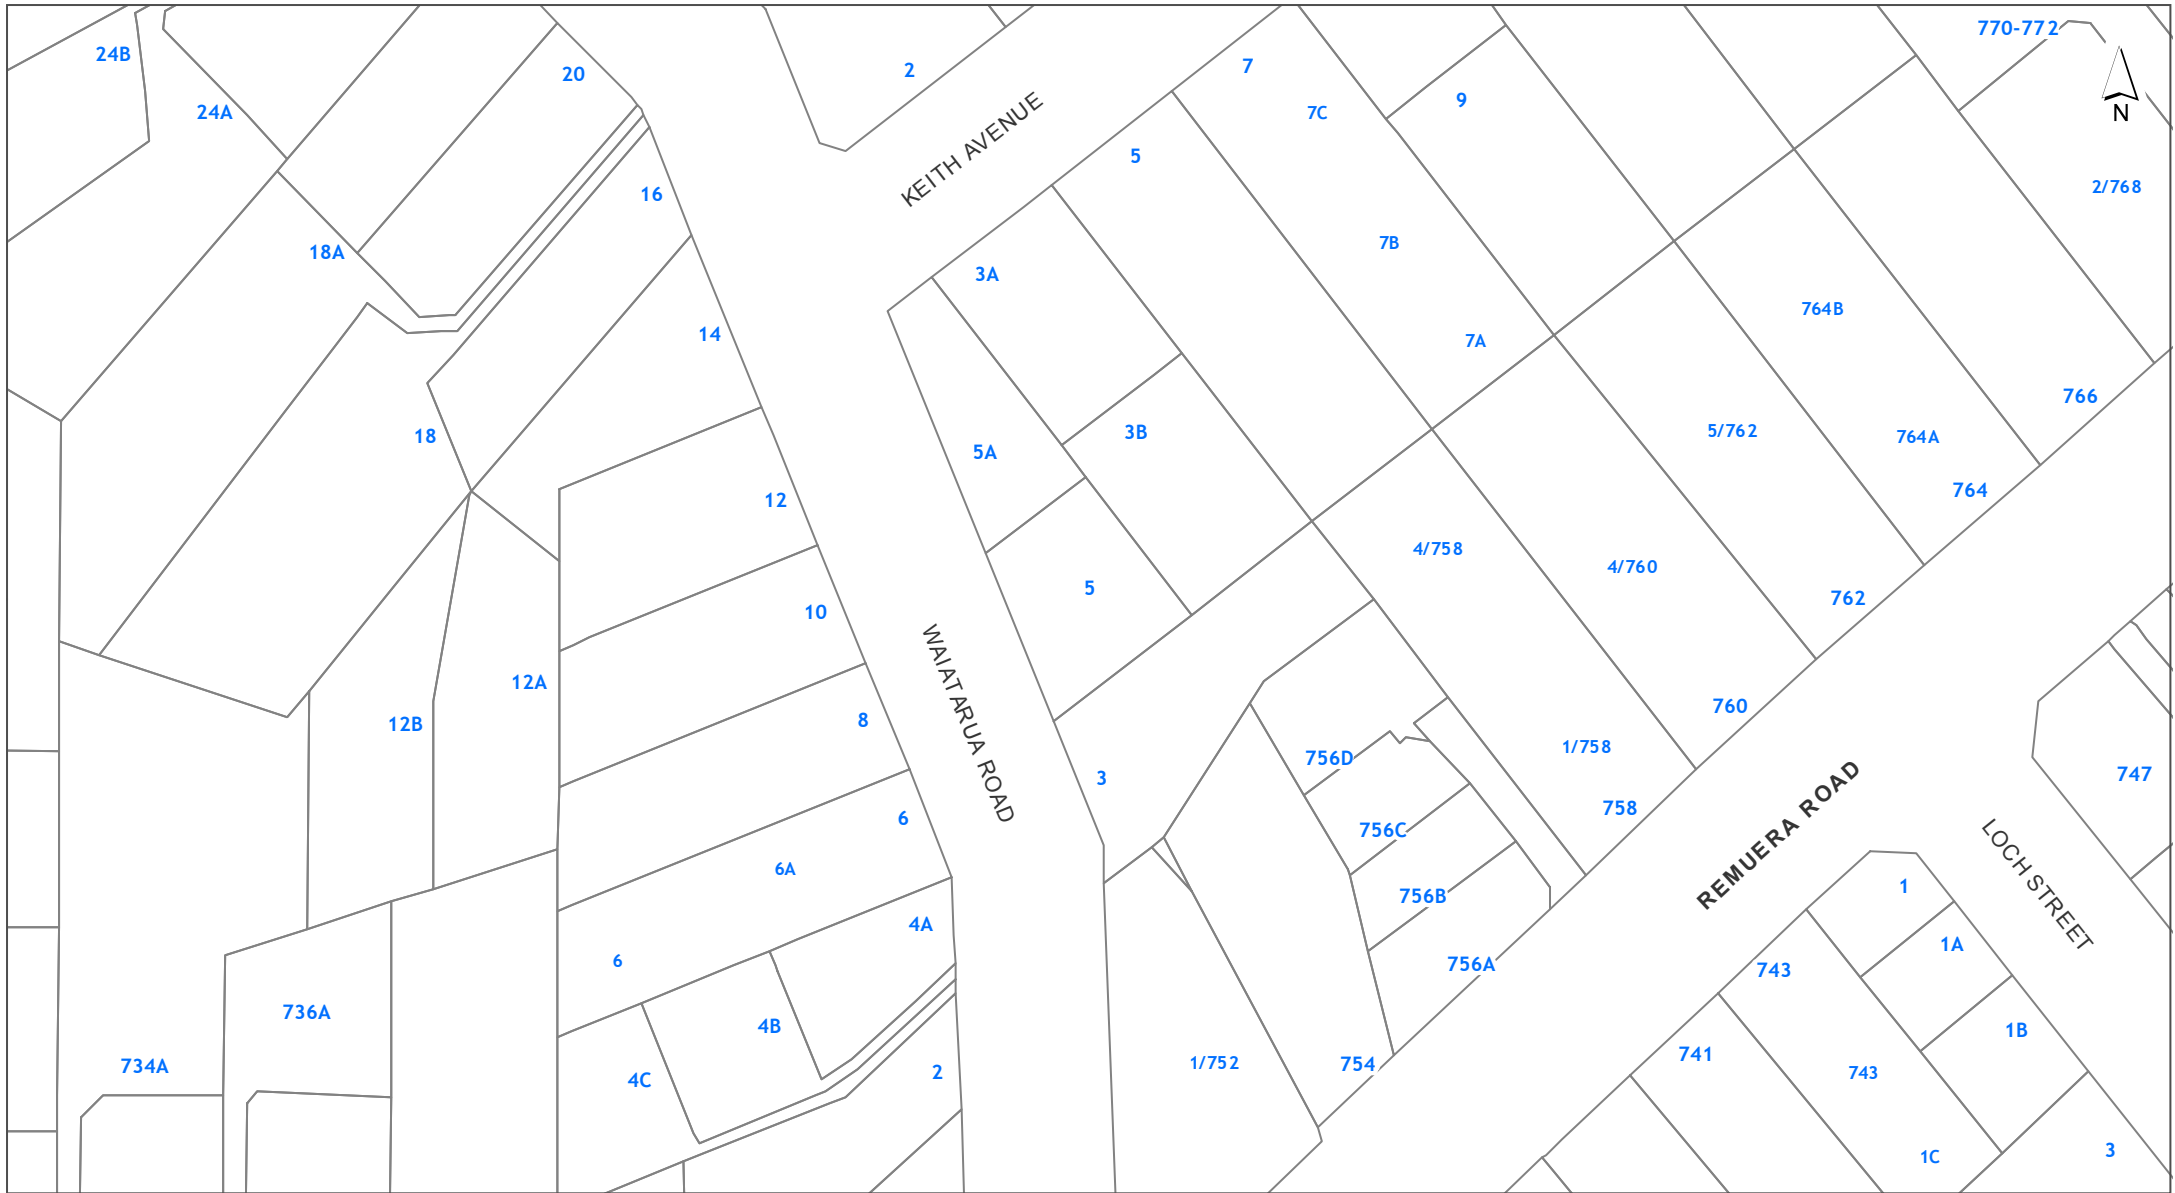 770-772
24B
20
2
7
24A
7C
9
N
KEITH AVENUE
5
2/768
16
18A
7B
3A
764B
14
7A
766
18
3B
5/762
764A
5A
764
12
4/758
4/760
5
762
10
WAIATARUA ROAD
12A
760
8
12B
1/758
756D
3
747
REMUERA ROAD
758
6
756C
LOCH STREET
6A
1
756B
4A
1A
6
756A
743
736A
4B
1B
741
1/752
754
734A
2
743
4C
3
1C